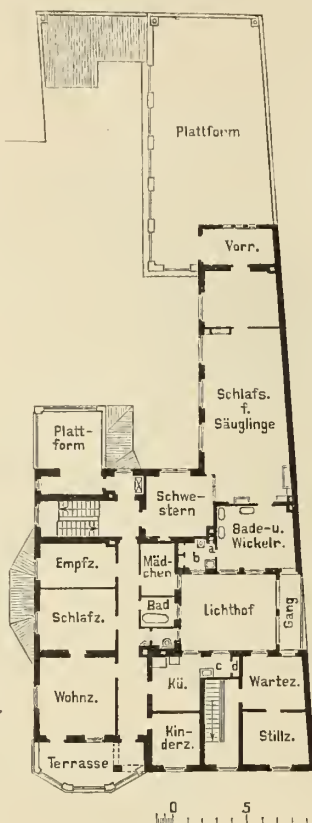 Plattform
Vorr.
Schlafs.
f.
Säuglinge
Platt-
form
Schwe-
stern
Bade-u.
Wickelr.
a
b
Empfz.
Mäd-
chen
Schlafz.
Bad
Lichthof
Gang
Wohnz.
Kü.
c d
Wartez.
Kin-
derz.
Stillz.
Terrasse
0 5